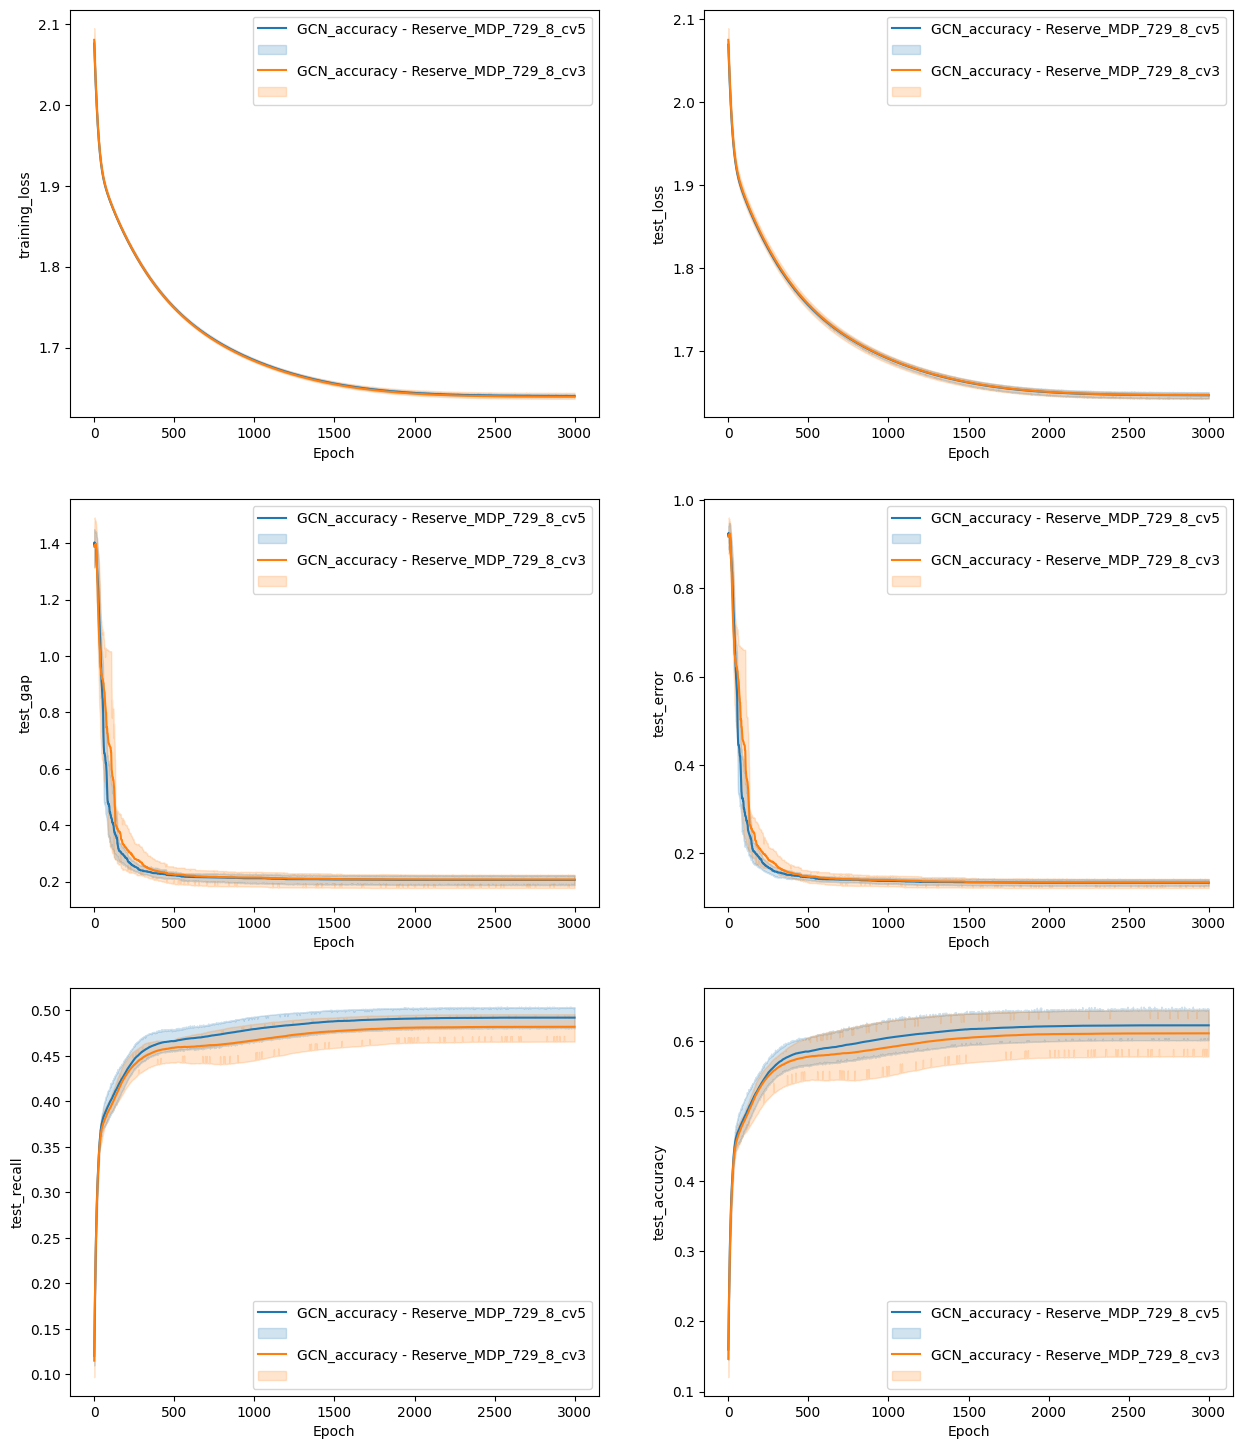 2.1
2.0
1.9
1.8
1.7
training_loss
GCN_accuracy - Reserve_MDP_729_8_cv5
GCN_accuracy - Reserve_MDP_729_8_cv3
0 500 1000 1500 2000 2500 3000
Epoch
2.1
2.0
1.9
1.8
1.7
test_loss
GCN_accuracy - Reserve_MDP_729_8_cv5
GCN_accuracy - Reserve_MDP_729_8_cv3
0 500 1000 1500 2000 2500 3000
Epoch
1.4
1.2
1.0
0.8
0.6
0.4
0.2
test_gap
GCN_accuracy - Reserve_MDP_729_8_cv5
GCN_accuracy - Reserve_MDP_729_8_cv3
0 500 1000 1500 2000 2500 3000
Epoch
1.0
0.8
0.6
0.4
0.2
test_error
GCN_accuracy - Reserve_MDP_729_8_cv5
GCN_accuracy - Reserve_MDP_729_8_cv3
0 500 1000 1500 2000 2500 3000
Epoch
0.50
0.45
0.40
0.35
0.30
0.25
0.20
0.15
0.10
test_recall
GCN_accuracy - Reserve_MDP_729_8_cv5
GCN_accuracy - Reserve_MDP_729_8_cv3
0 500 1000 1500 2000 2500 3000
Epoch
0.6
0.5
0.4
0.3
0.2
0.1
test_accuracy
GCN_accuracy - Reserve_MDP_729_8_cv5
GCN_accuracy - Reserve_MDP_729_8_cv3
0 500 1000 1500 2000 2500 3000
Epoch